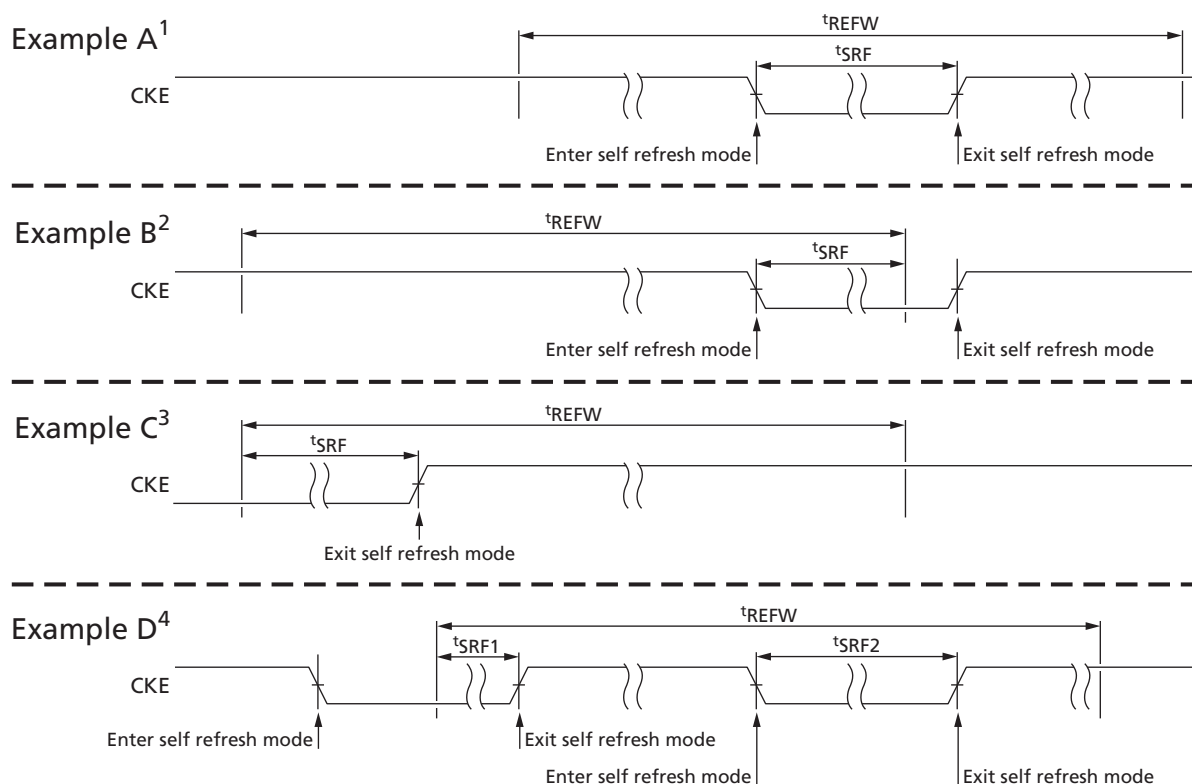 Example A¹
tREFW
tSRF
CKE
Enter self refresh mode
Exit self refresh mode
Example B²
tREFW
tSRF
CKE
Enter self refresh mode
Exit self refresh mode
Example C³
tREFW
tSRF
CKE
Exit self refresh mode
Example D⁴
tREFW
tSRF1
tSRF2
CKE
Enter self refresh mode
Exit self refresh mode
Enter self refresh mode
Exit self refresh mode